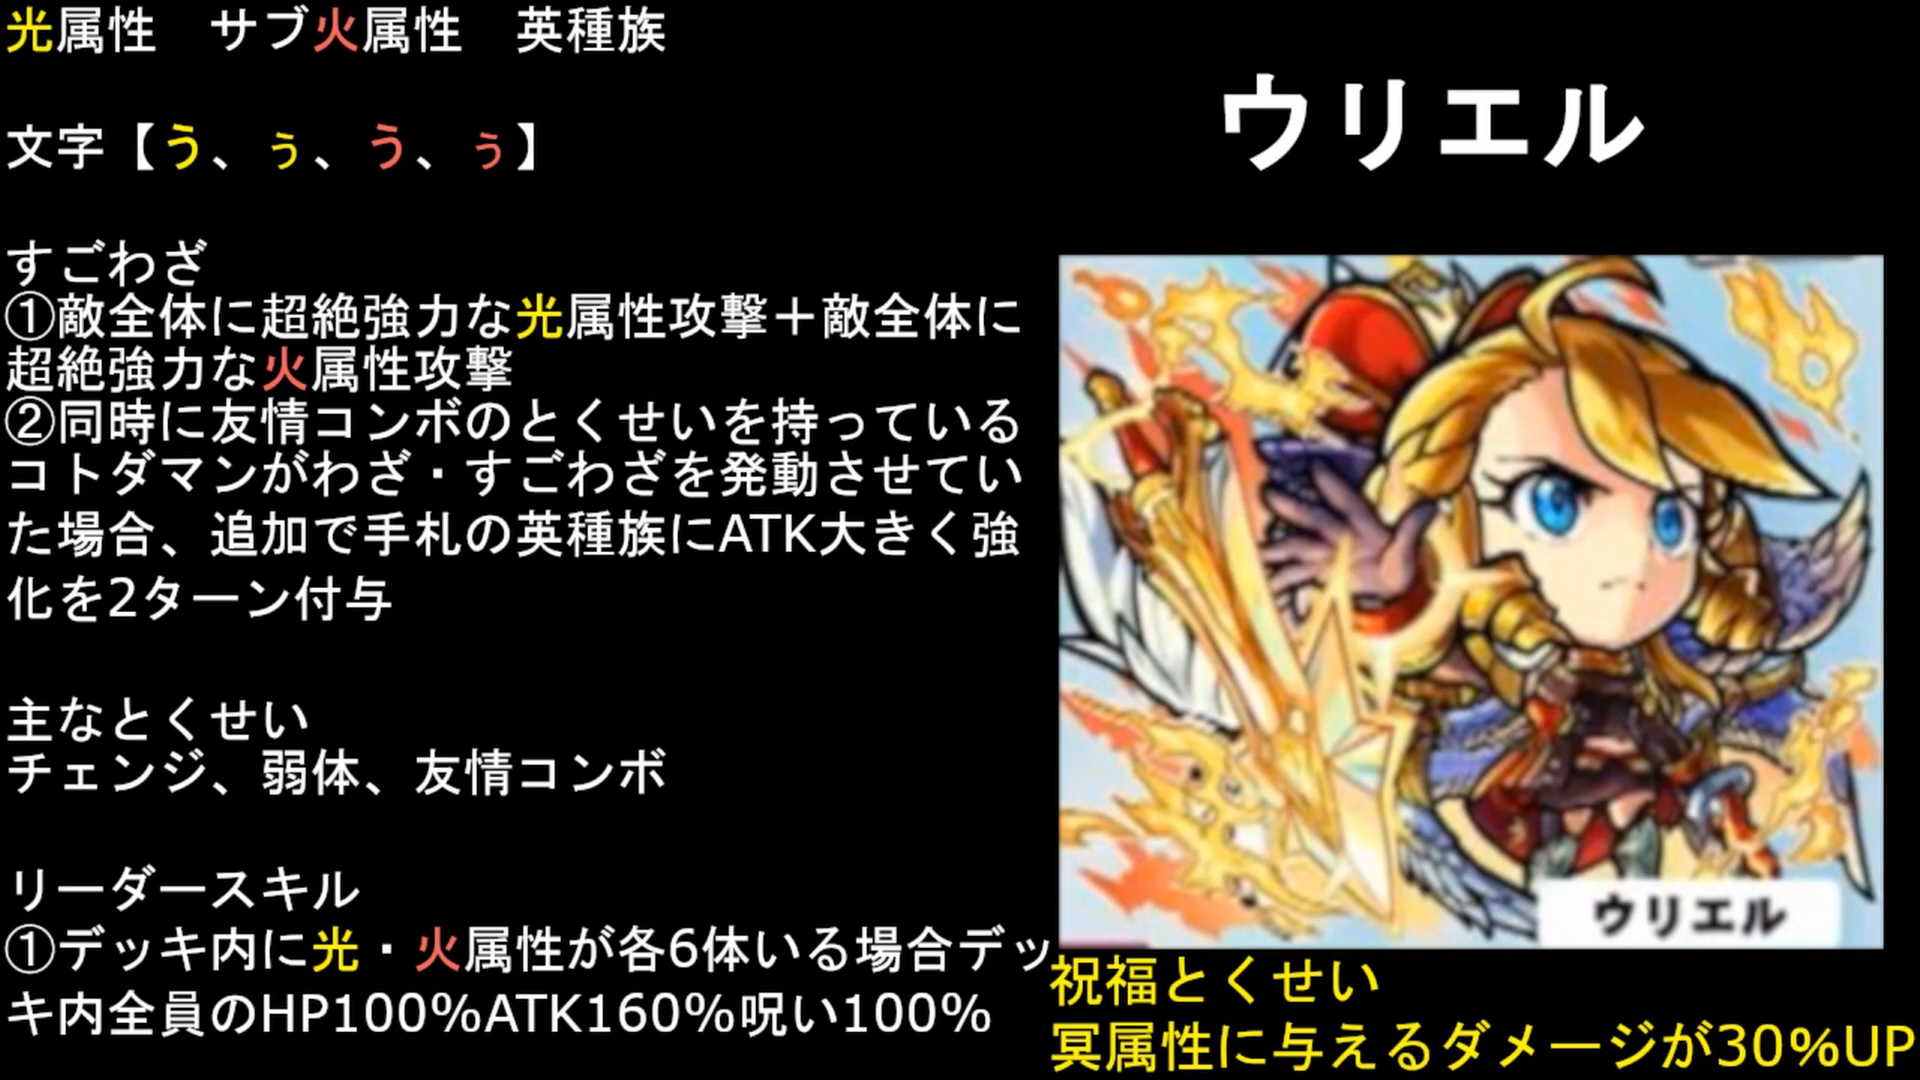 光属性　サブ火属性　英種族
文字【う、ぅ、う、ぅ】
すごわざ
①敵全体に超絶強力な光属性攻撃＋敵全体に
超絶強力な火属性攻撃
②同時に友情コンボのとくせいを持っている
コトダマンがわざ・すごわざを発動させてい
た場合、追加で手札の英種族にATK大きく強
化を2ターン付与
主なとくせい
チェンジ、弱体、友情コンボ
リーダースキル
①デッキ内に光・火属性が各6体いる場合デッ
キ内全員のHP100%ATK160%呪い100%
ウリエル
ウリエル
祝福とくせい
冥属性に与えるダメージが30%UP